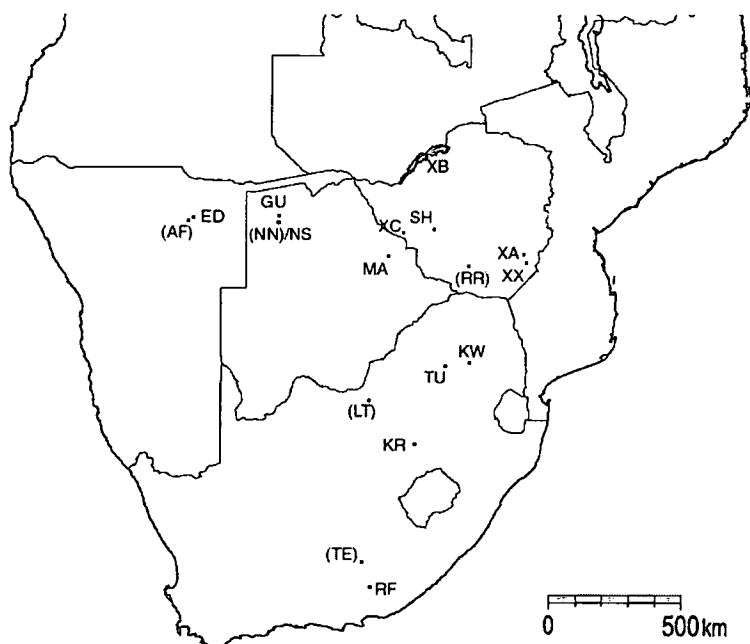 XB
GU
ED
(AF)
SH
(NN)/NS
XC
XA
MA
(RR)
XX
KW
TU
(LT)
KR
(TE)
RF
0 500km